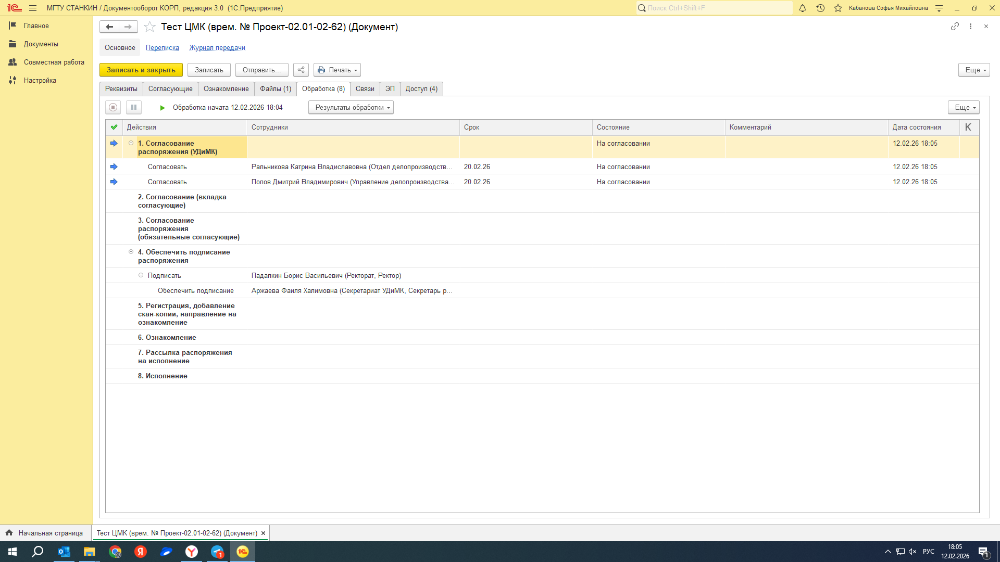 МГТУ СТАНКИН / Документооборот КОРП, редакция 3.0 (1С:Предприятие)
Поиск Ctrl+Shift+F
Кабанова Софья Михайловна
Главное
Документы
Совместная работа
Настройка
Тест ЦМК (врем. № Проект-02.01-02-62) (Документ)
Основное
Переписка
Журнал передачи
Записать и закрыть
Записать
Отправить...
Печать
Еще
Реквизиты
Согласующие
Ознакомление
Файлы (1)
Обработка (8)
Связи
ЭП
Доступ (4)
Обработка начата 12.02.2026 18:04
Результаты обработки
Еще
Действия
Сотрудники
Срок
Состояние
Комментарий
Дата состояния
К
1. Согласование
распоряжения (УДиМК)
На согласовании
12.02.26 18:05
Согласовать
Ральникова Катрина Владиславовна (Отдел делопроизводств...
20.02.26
На согласовании
12.02.26 18:05
Согласовать
Попов Дмитрий Владимирович (Управление делопроизводства...
20.02.26
На согласовании
12.02.26 18:05
2. Согласование (вкладка
согласующие)
3. Согласование
распоряжения
(обязательные согласующие)
4. Обеспечить подписание
распоряжения
Подписать
Падалкин Борис Васильевич (Ректорат, Ректор)
Обеспечить подписание
Аржаева Фаиля Халимовна (Секретариат УДиМК, Секретарь р...
5. Регистрация, добавление
скан-копии, направление на
ознакомление
6. Ознакомление
7. Рассылка распоряжения
на исполнение
8. Исполнение
Начальная страница
Тест ЦМК (врем. № Проект-02.01-02-62) (Документ)
1
РУС
18:05
12.02.2026
1